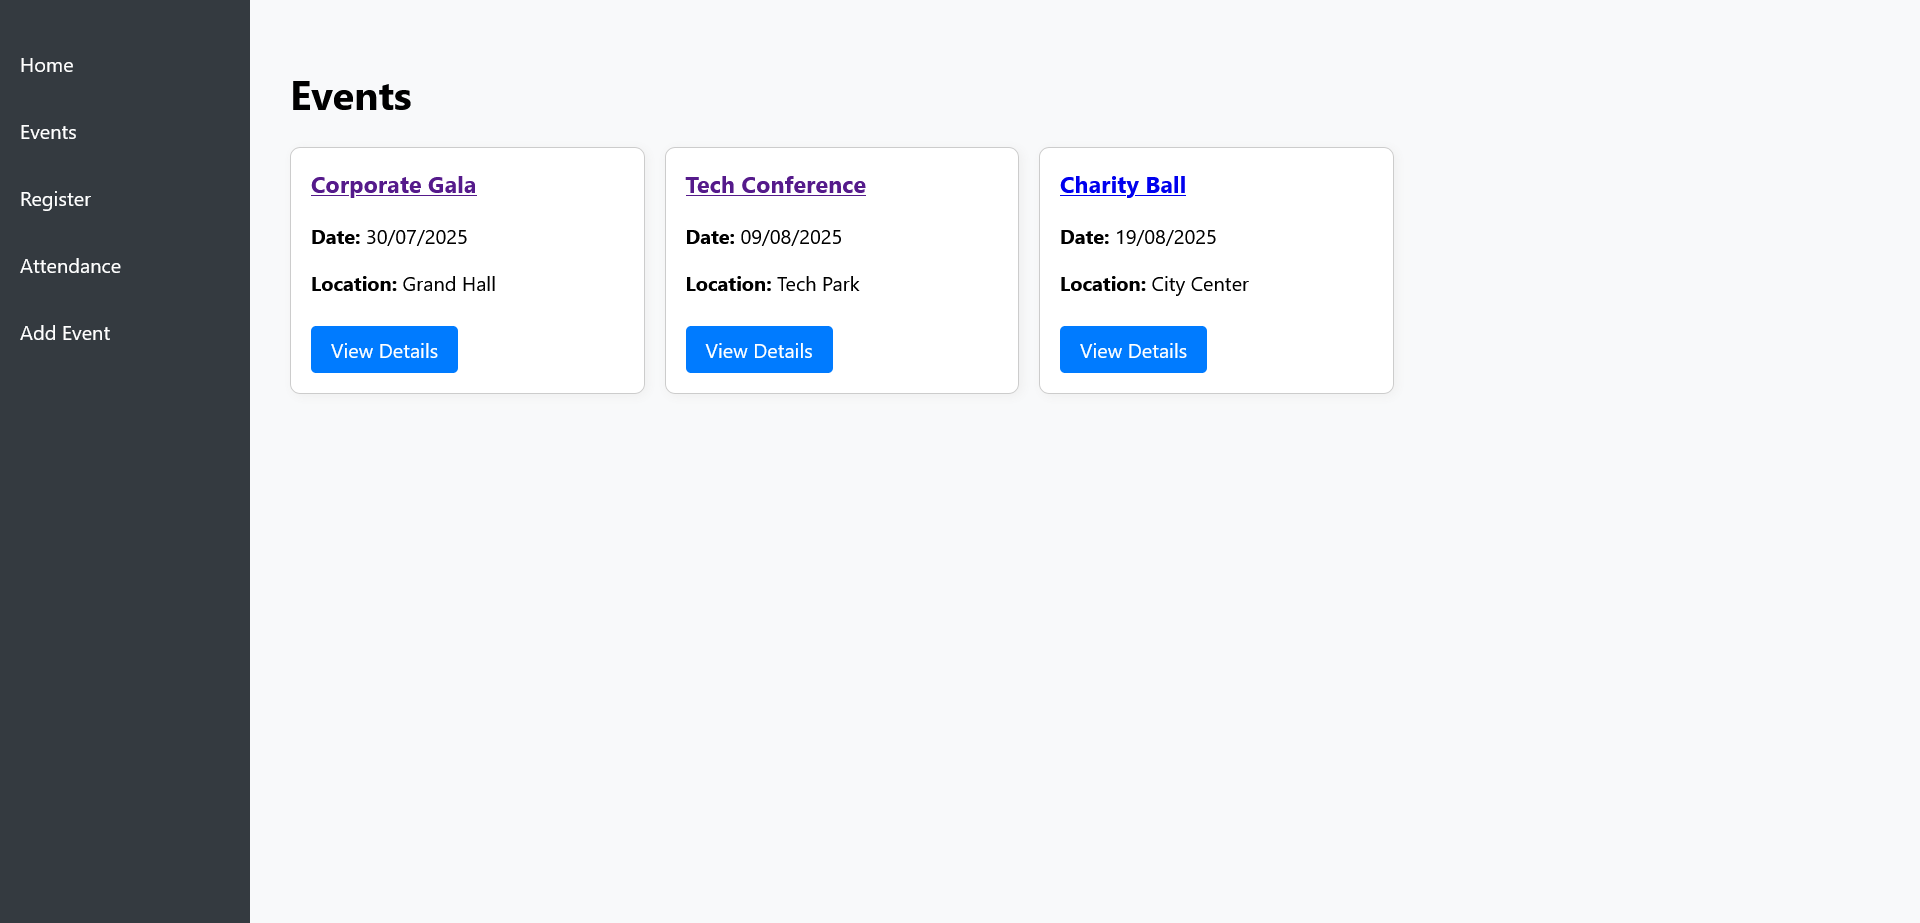 Home
Events
Register
Attendance
Add Event
Events
Corporate Gala
Date: 30/07/2025
Location: Grand Hall
View Details
Tech Conference
Date: 09/08/2025
Location: Tech Park
View Details
Charity Ball
Date: 19/08/2025
Location: City Center
View Details